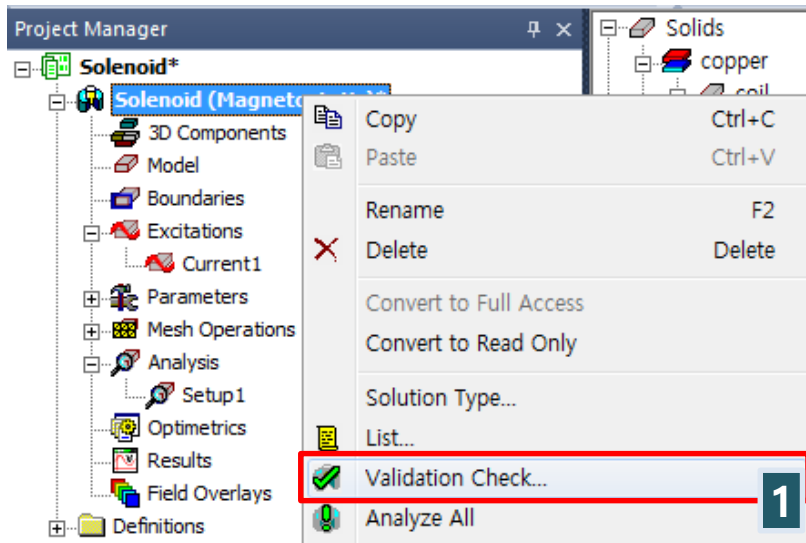 Project Manager
Solenoid*
Solenoid (Magneto
3D Components
Model
Boundaries
Excitations
Current1
Parameters
Mesh Operations
Analysis
Setup1
Optimetrics
Results
Field Overlays
Definitions
Solids
copper
coil
Copy Ctrl+C
Paste Ctrl+V
Rename F2
Delete Delete
Convert to Full Access
Convert to Read Only
Solution Type...
List...
Validation Check...
1
Analyze All